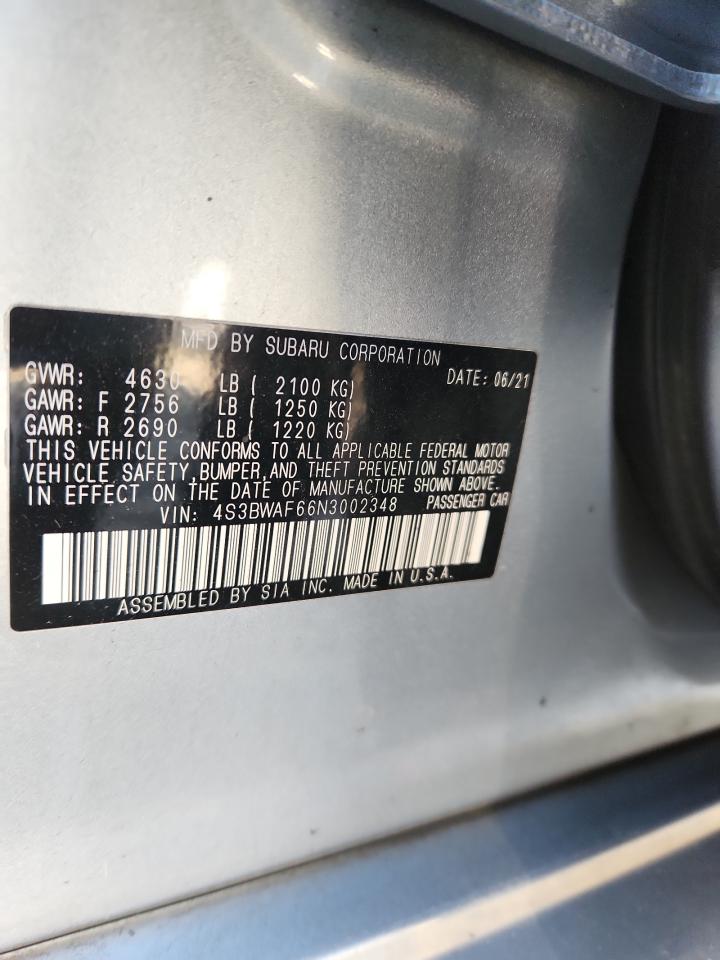 MFD BY SUBARU CORPORATION
GVWR: 4630 LB ( 2100 KG) DATE: 06/21
GAWR: F 2756 LB ( 1250 KG)
GAWR: R 2690 LB ( 1220 KG)
THIS VEHICLE CONFORMS TO ALL APPLICABLE FEDERAL MOTOR
VEHICLE SAFETY, BUMPER, AND THEFT PREVENTION STANDARDS
IN EFFECT ON THE DATE OF MANUFACTURE SHOWN ABOVE.
VIN: 4S3BWAF66N3002348 PASSENGER CAR
ASSEMBLED BY SIA INC. MADE IN U.S.A.